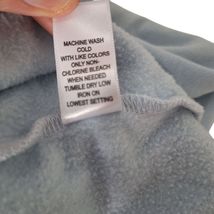 MACHINE WASH
COLD
WITH LIKE COLORS
ONLY NON-
CHLORINE BLEACH
WHEN NEEDED
TUMBLE DRY LOW
IRON ON
LOWEST SETTING